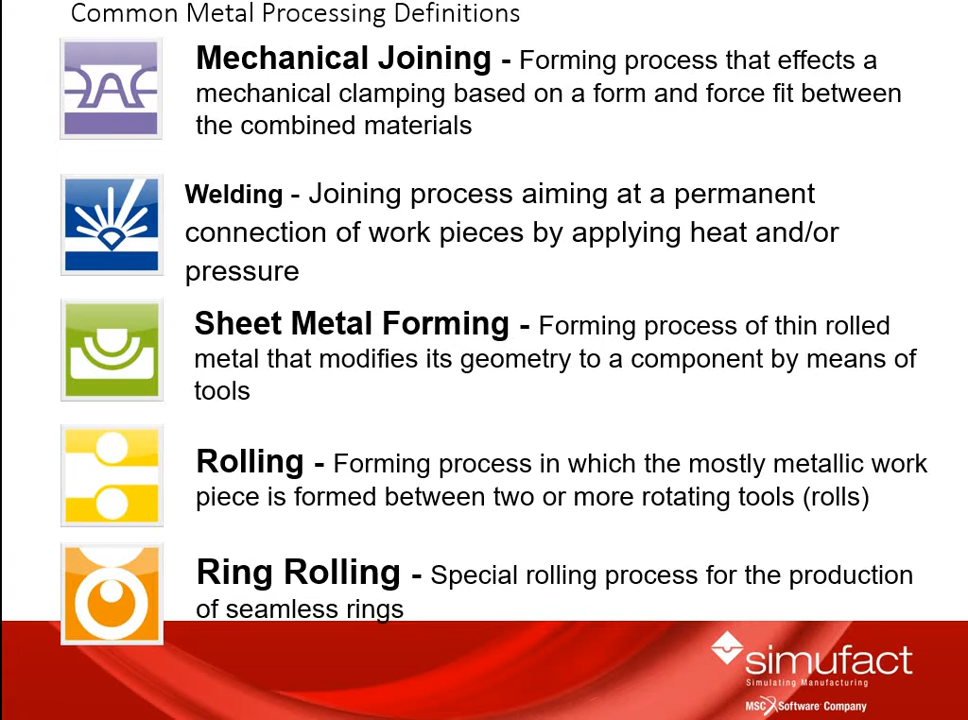 Common Metal Processing Definitions
Mechanical Joining - Forming process that effects a
mechanical clamping based on a form and force fit between
the combined materials
Welding - Joining process aiming at a permanent
connection of work pieces by applying heat and/or
pressure
Sheet Metal Forming - Forming process of thin rolled
metal that modifies its geometry to a component by means of
tools
Rolling - Forming process in which the mostly metallic work
piece is formed between two or more rotating tools (rolls)
Ring Rolling - Special rolling process for the production
of seamless rings
simufact
Simulating Manufacturing
MSC Software Company